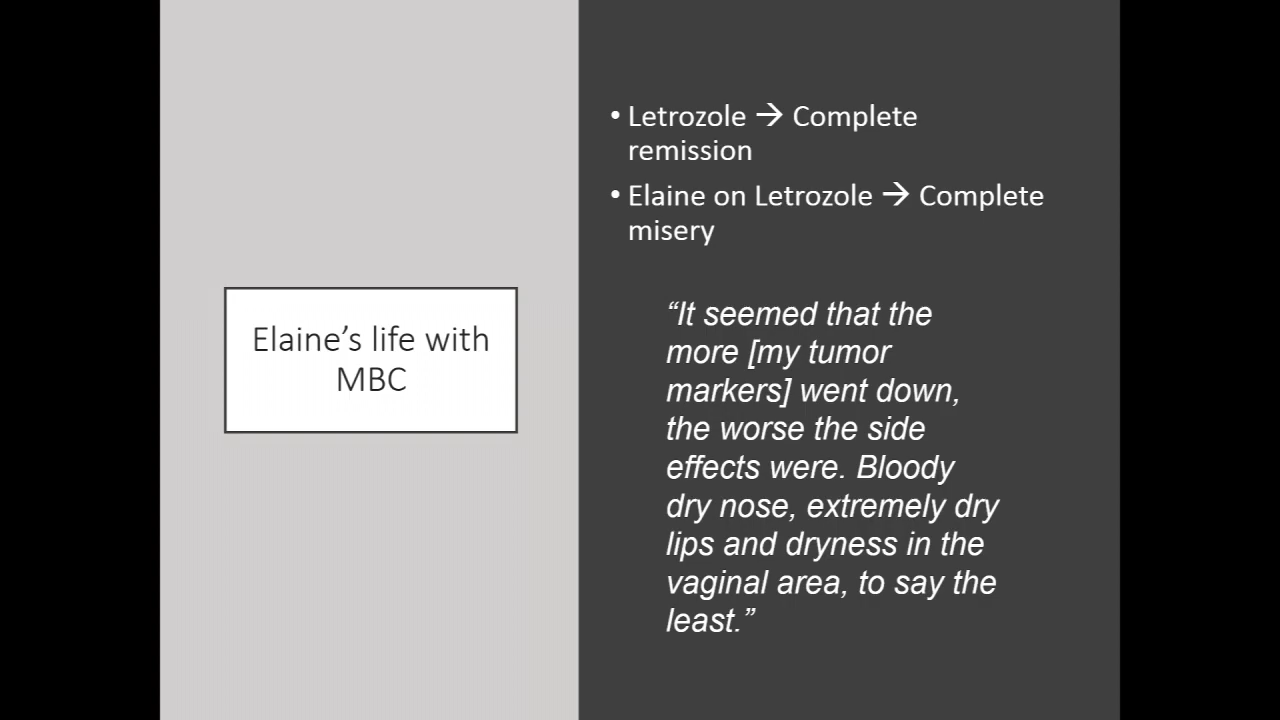 Elaine’s life with
MBC
• Letrozole → Complete
remission
• Elaine on Letrozole → Complete
misery
“It seemed that the
more [my tumor
markers] went down,
the worse the side
effects were. Bloody
dry nose, extremely dry
lips and dryness in the
vaginal area, to say the
least.”